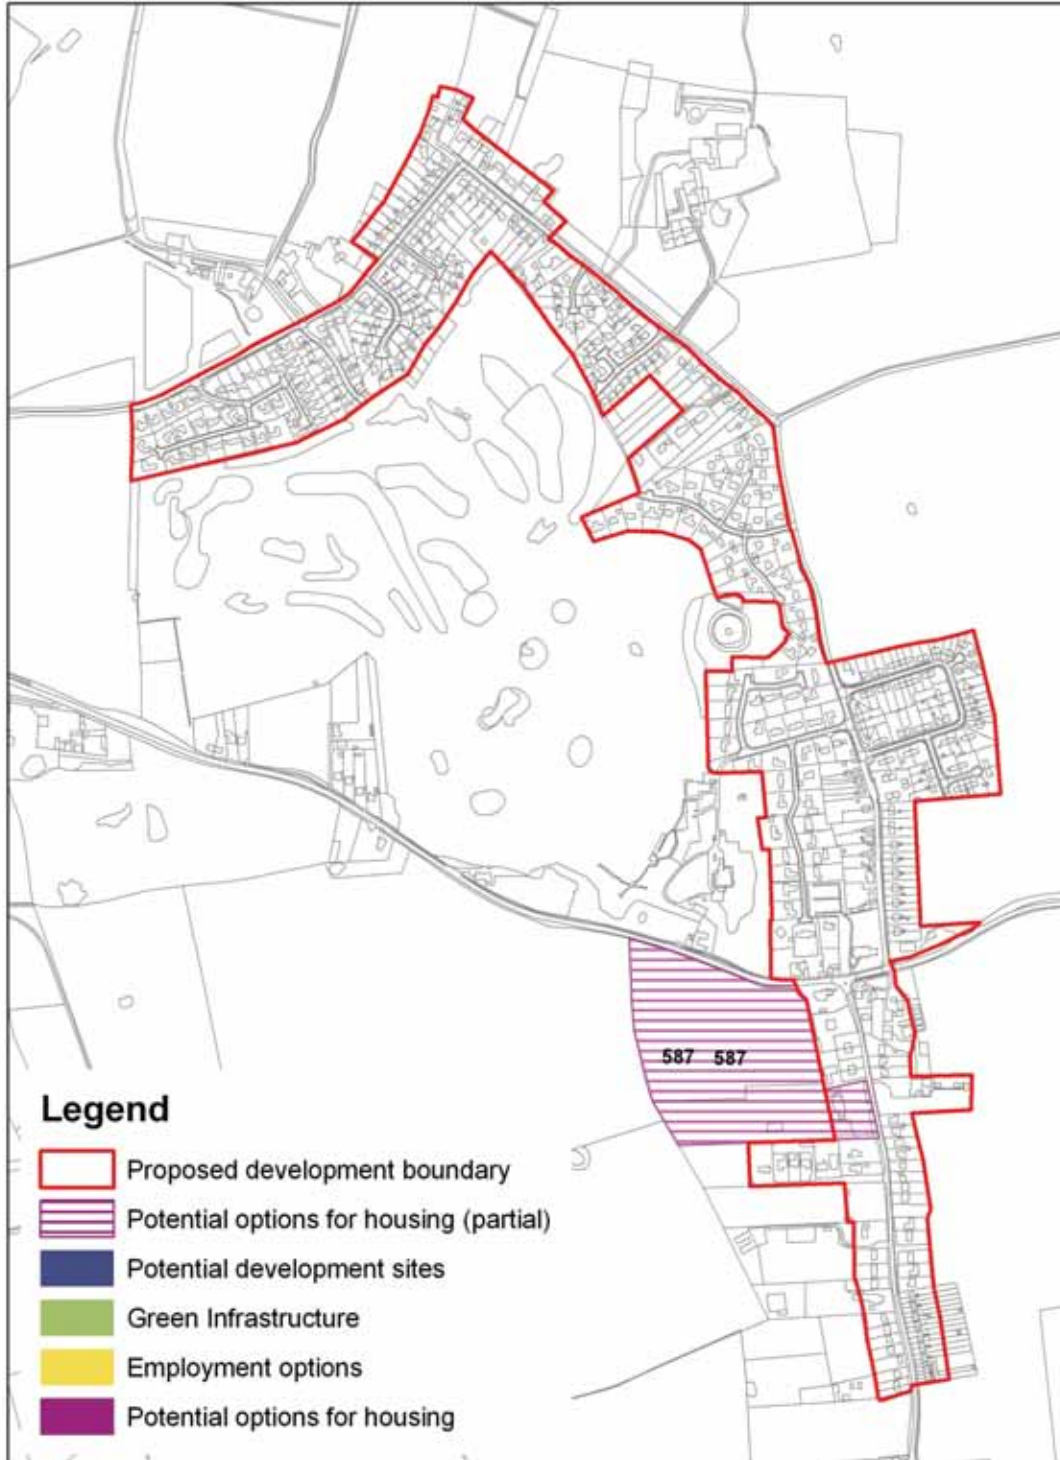 587 587
Legend
Proposed development boundary
Potential options for housing (partial)
Potential development sites
Green Infrastructure
Employment options
Potential options for housing